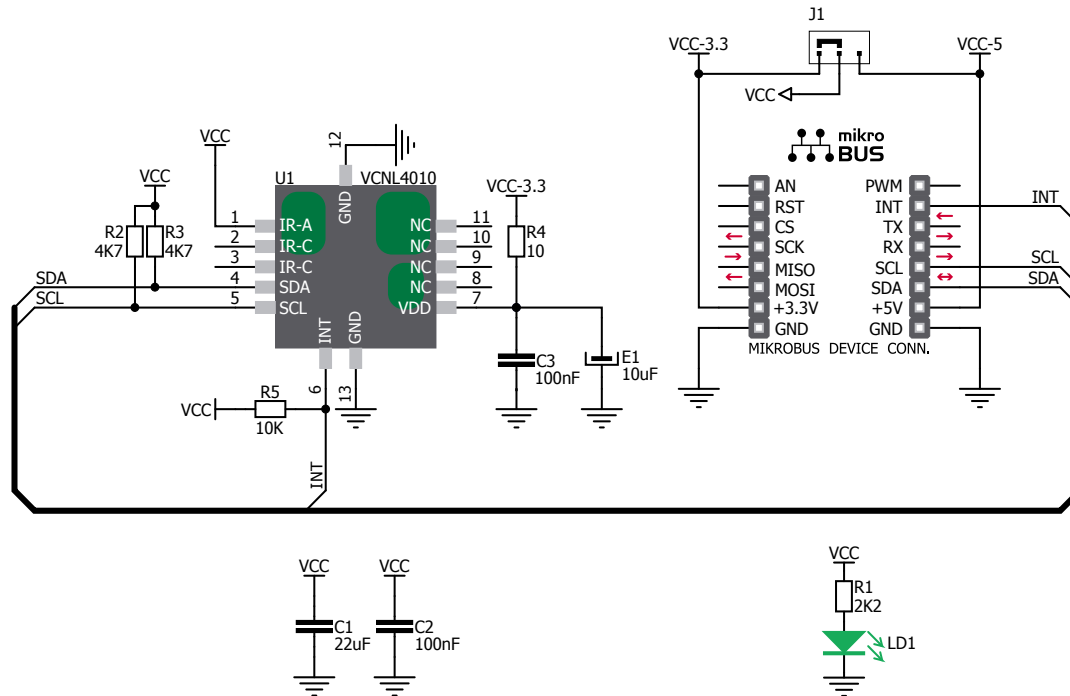 J1
VCC-3.3
VCC-5
VCC
mikro
BUS
VCC
12
U1
VCNL4010
GND
VCC
R2
4K7
R3
4K7
1
IR-A
2
IR-C
3
IR-C
4
SDA
5
SCL
NC
11
NC
10
NC
9
NC
8
VDD
7
INT
GND
6
13
SDA
SCL
VCC-3.3
R4
10
C3
100nF
E1
10uF
AN
PWM
RST
INT
CS
TX
SCK
RX
MISO
SCL
MOSI
SDA
+3.3V
+5V
GND
GND
MIKROBUS DEVICE CONN.
INT
SCL
SDA
VCC
R5
10K
INT
VCC
C1
22uF
VCC
C2
100nF
VCC
R1
2K2
LD1